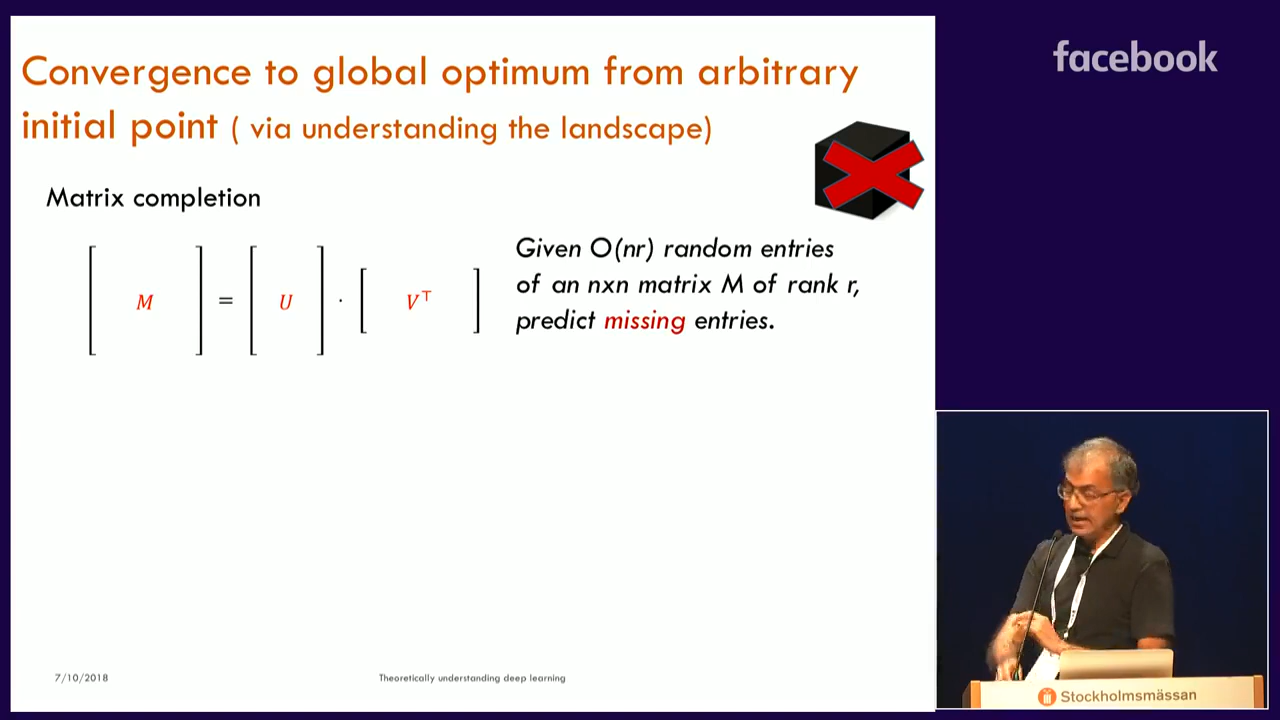 Convergence to global optimum from arbitrary
initial point ( via understanding the landscape)
facebook
Matrix completion
M = U · V⊤
Given O(nr) random entries
of an nxn matrix M of rank r,
predict missing entries.
7/10/2018
Theoretically understanding deep learning
Stockholmsmässan